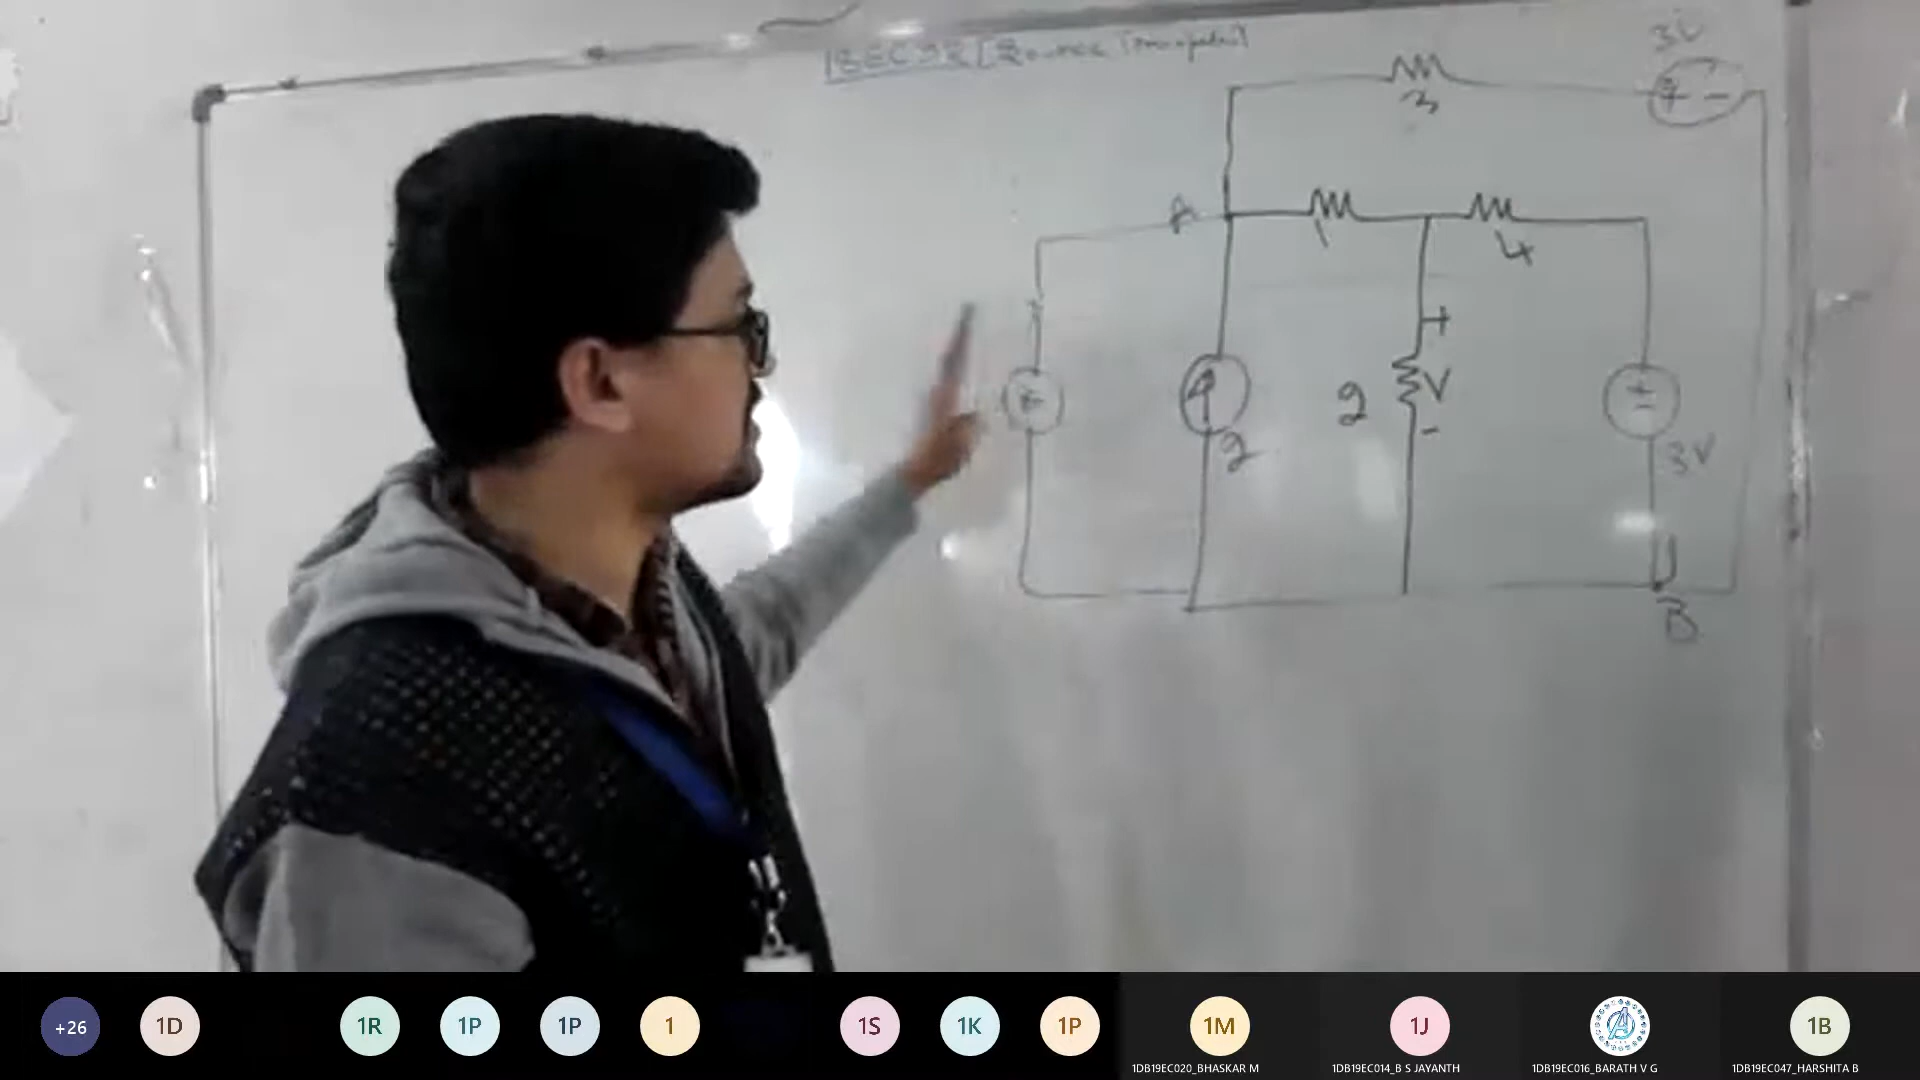 18EC32
3V
3
A
1
4
+
2
V
-
2
3V
B
+26
1D
1R
1P
1P
1
1S
1K
1P
1M
1J
1B
1DB19EC020_BHASKAR M
1DB19EC014_B S JAYANTH
1DB19EC016_BARATH V G
1DB19EC047_HARSHITA B